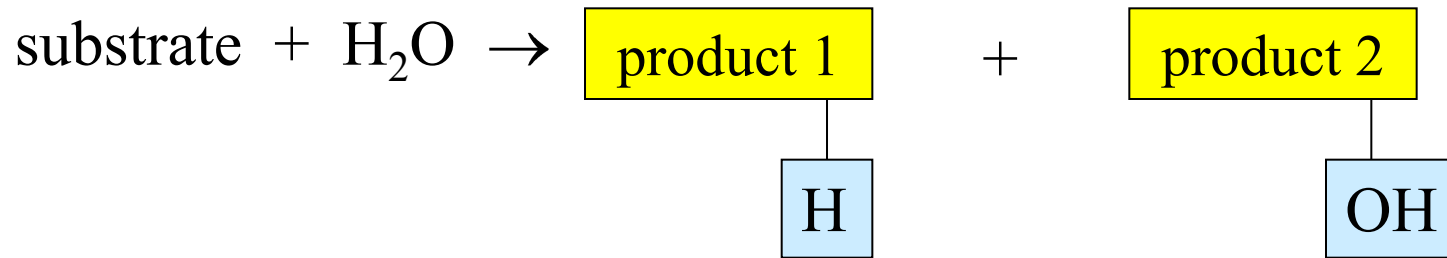 substrate + H₂O → product 1 + product 2
H OH